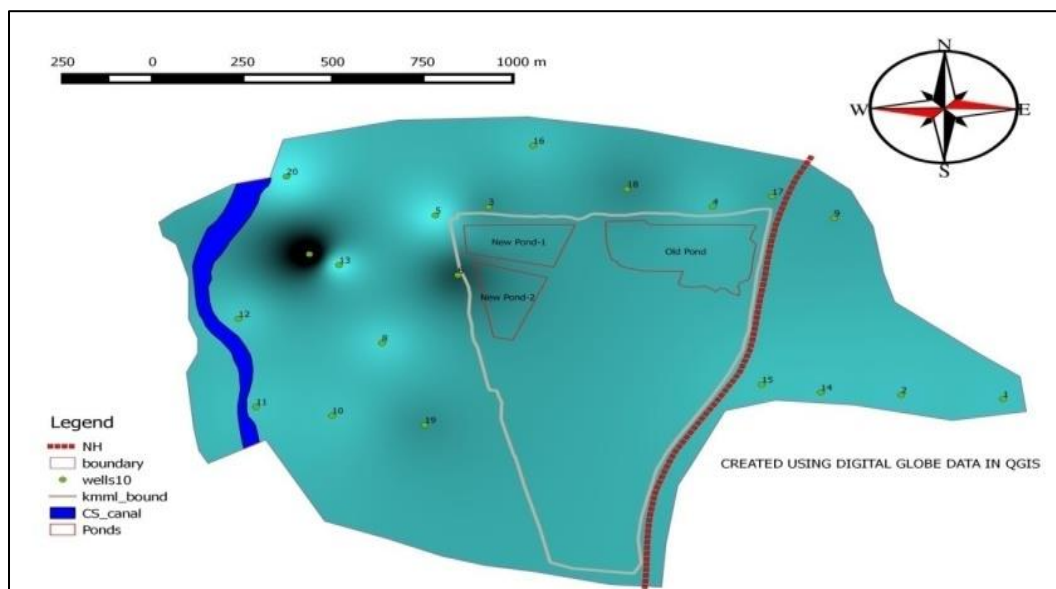 250 0 250 500 750 1000 m
N
W E
S
16
20
18
17
5 3 4
9
New Pond-1
Old Pond
13
New Pond-2
12
8
15
14
2
1
11
10
19
Legend
NH
boundary
wells10
kmml_bound
CS_canal
Ponds
CREATED USING DIGITAL GLOBE DATA IN QGIS